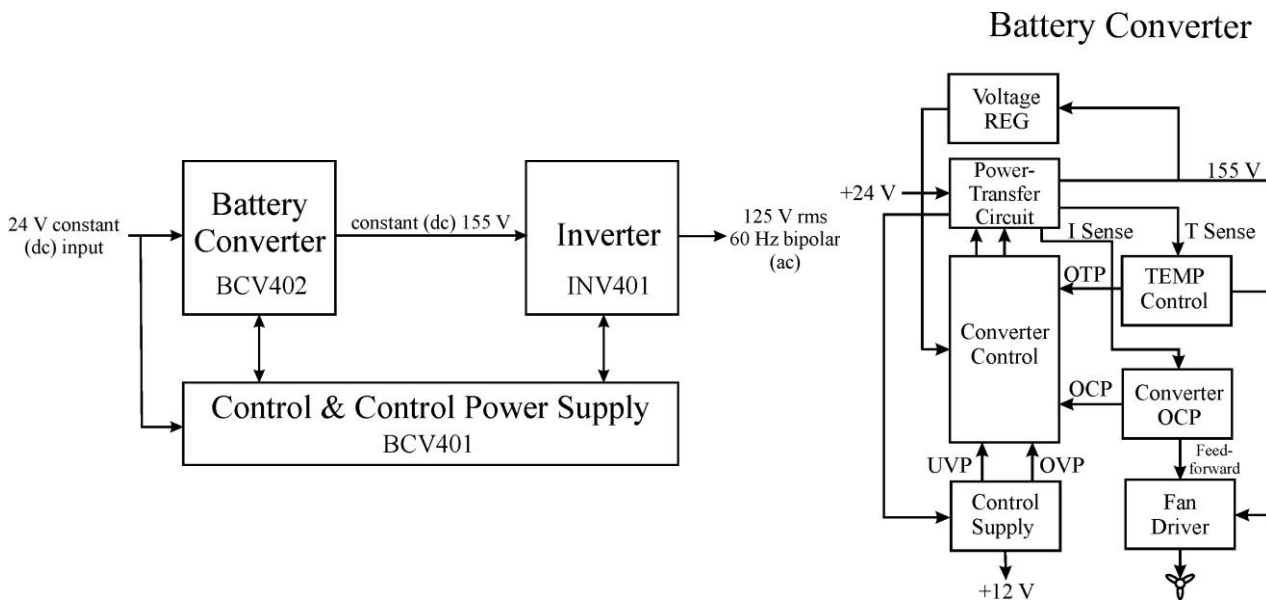 24 V constant
(dc) input
Battery
Converter
BCV402
constant (dc) 155 V
Inverter
INV401
125 V rms
60 Hz bipolar
(ac)
Control & Control Power Supply
BCV401
Battery Converter
Voltage
REG
+24 V
Power-
Transfer
Circuit
155 V
I Sense
T Sense
OTP
TEMP
Control
Converter
Control
OCP
Converter
OCP
UVP
OVP
Feed-
forward
Control
Supply
Fan
Driver
+12 V